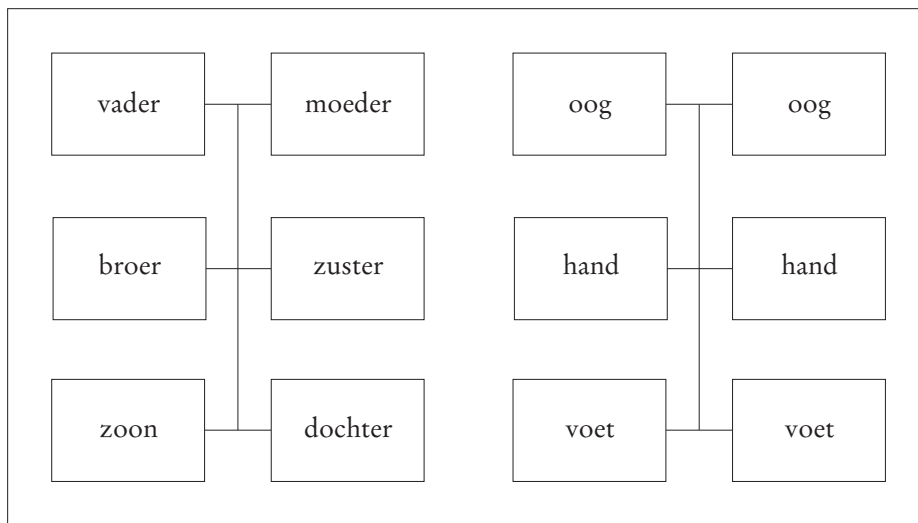 vader moeder oog oog
broer zuster hand hand
zoon dochter voet voet